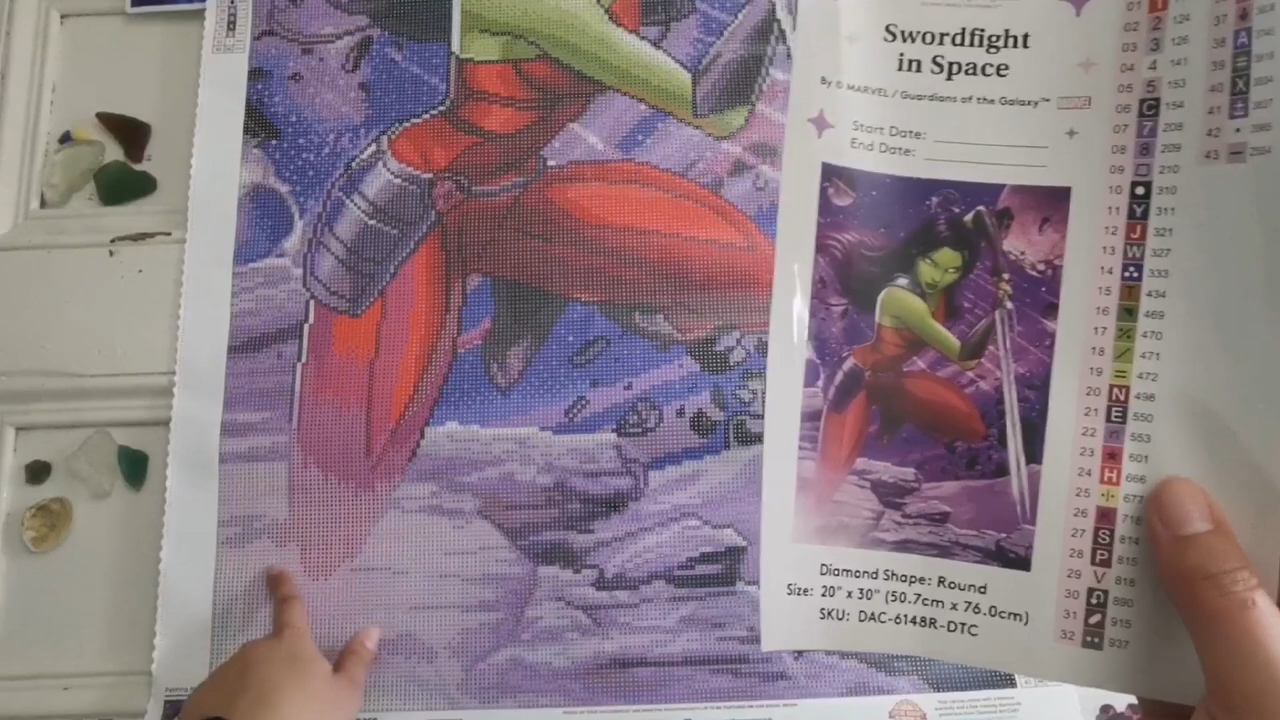 Swordfight
in Space
By © MARVEL / Guardians of the Galaxy™ MARVEL
Start Date:
End Date:
Diamond Shape: Round
Size: 20" x 30" (50.7cm x 76.0cm)
SKU: DAC-6148R-DTC
01
02 2 124
03 3 126
04 4 141
05 5 153
06 C 154
07 7 208
08 8 209
09 210
10 310
11 Y 311
12 J 321
13 W 327
14 333
15 T 434
16 469
17 470
18 471
19 = 472
20 N 498
21 E 550
22 553
23 ★ 601
24 H 666
25 677
26 718
27 S 814
28 P 815
29 V 818
30 890
31 915
32 937
37
38 A
39
40 X
41
42
43